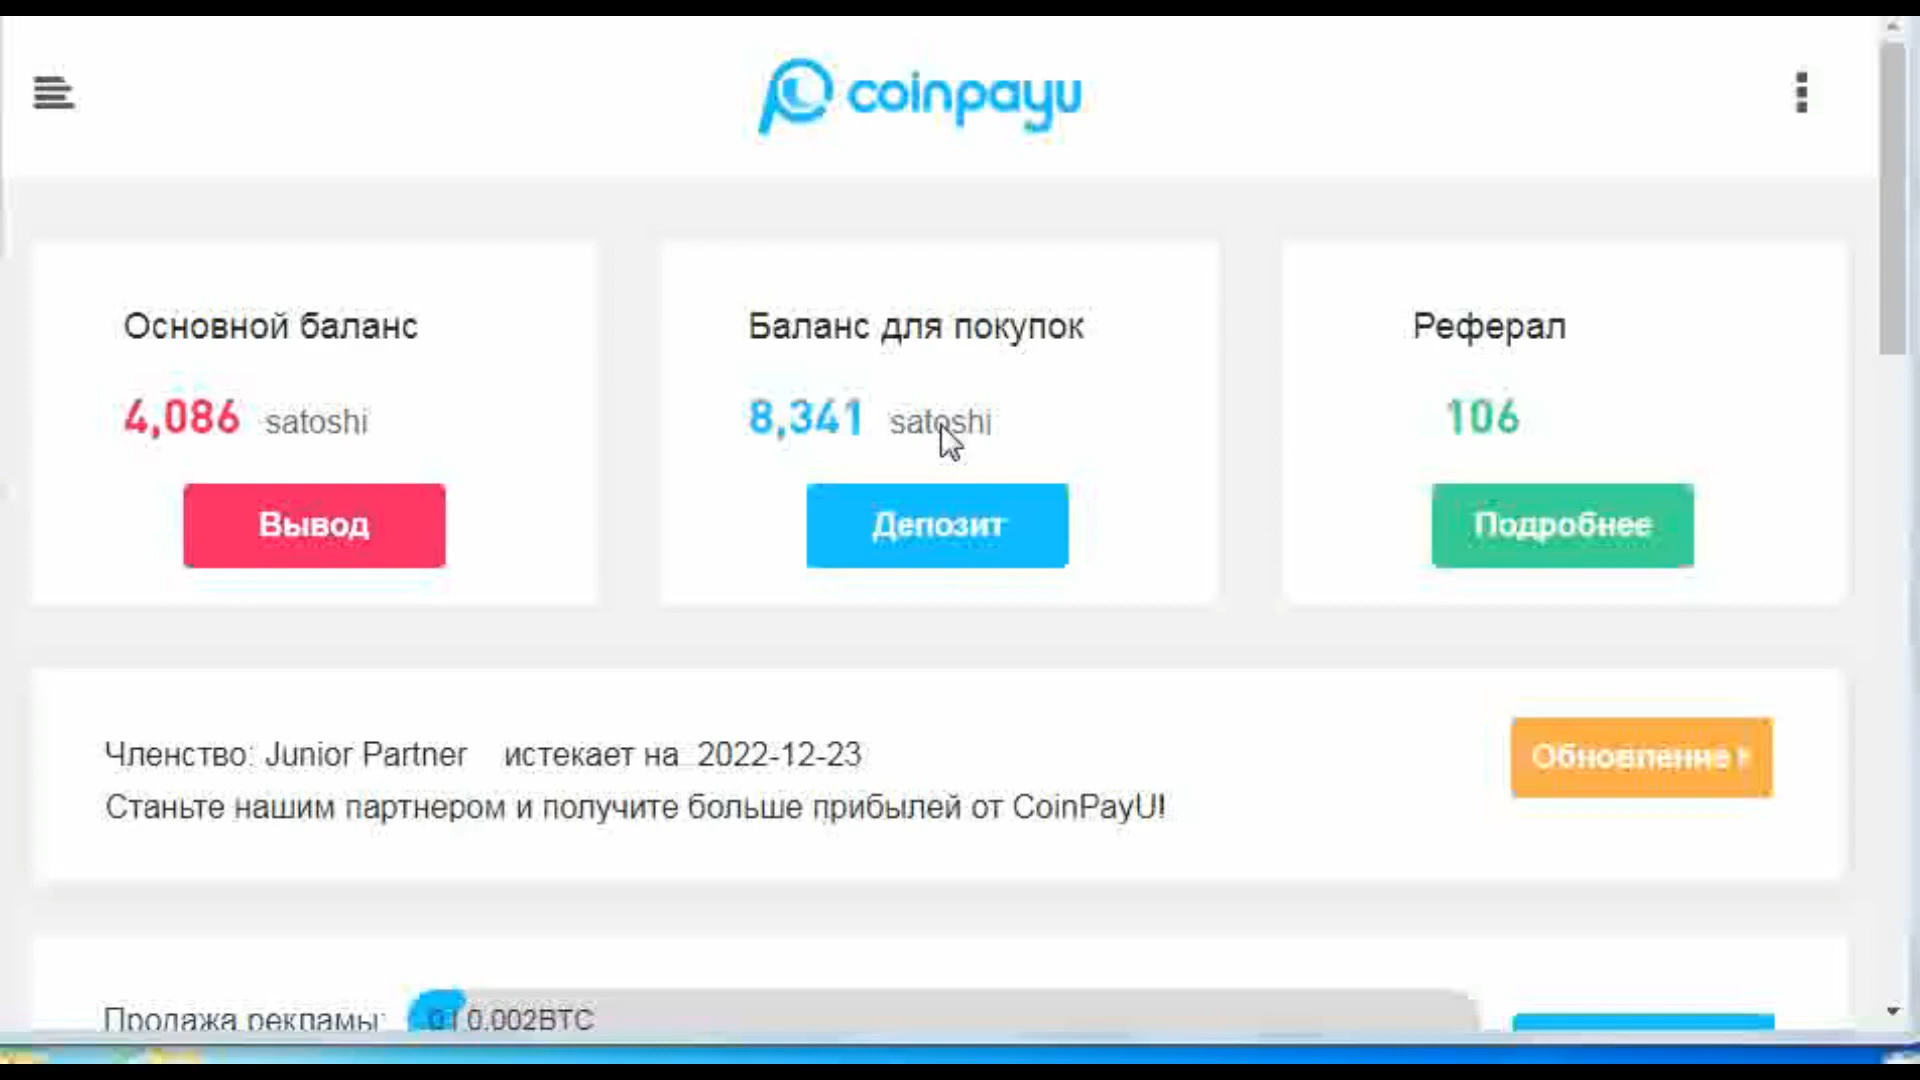 coinpayu
Основной баланс
4,086 satoshi
Вывод
Баланс для покупок
8,341 satoshi
Депозит
Реферал
106
Подробнее
Членство: Junior Partner истекает на 2022-12-23
Станьте нашим партнером и получите больше прибылей от CoinPayU!
Обновление
Продажа рекламы: 0 | 0.002BTC